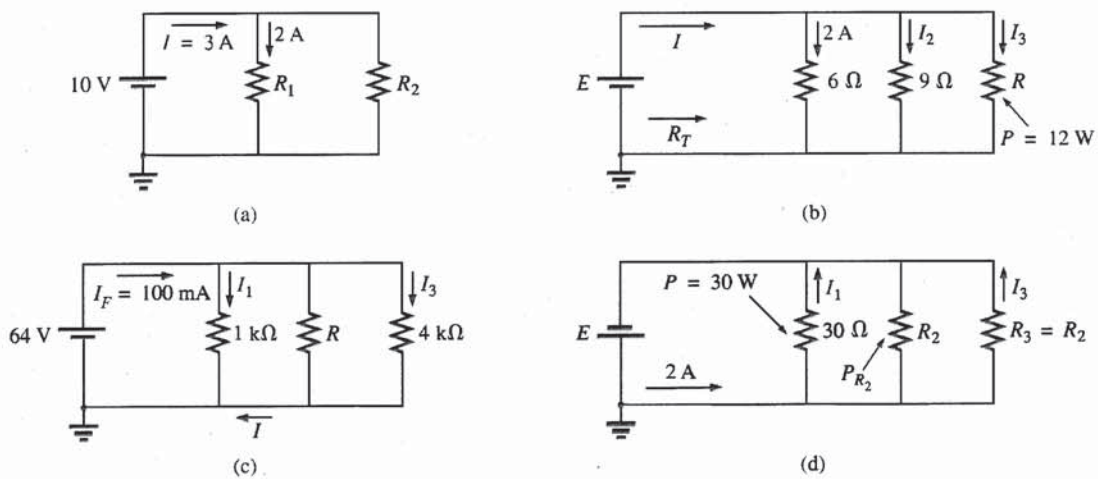 I = 3 A
2 A
10 V
R1
R2
(a)
I
2 A
I2
I3
E
6 Ω
9 Ω
R
RT
P = 12 W
(b)
IF = 100 mA
I1
I3
64 V
1 kΩ
R
4 kΩ
I
(c)
P = 30 W
I1
I3
E
30 Ω
R2
R3 = R2
PR2
2 A
(d)